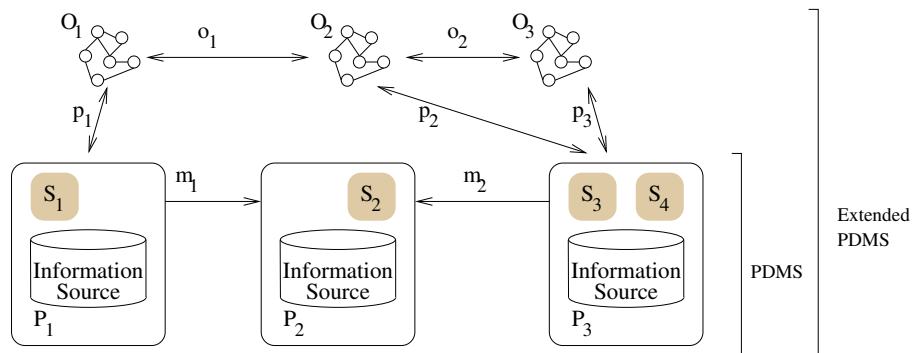 O1
o1
O2
o2
O3
p1
p2
p3
S1
m1
S2
m2
S3
S4
Information
Source
Information
Source
Information
Source
P1
P2
P3
PDMS
Extended
PDMS